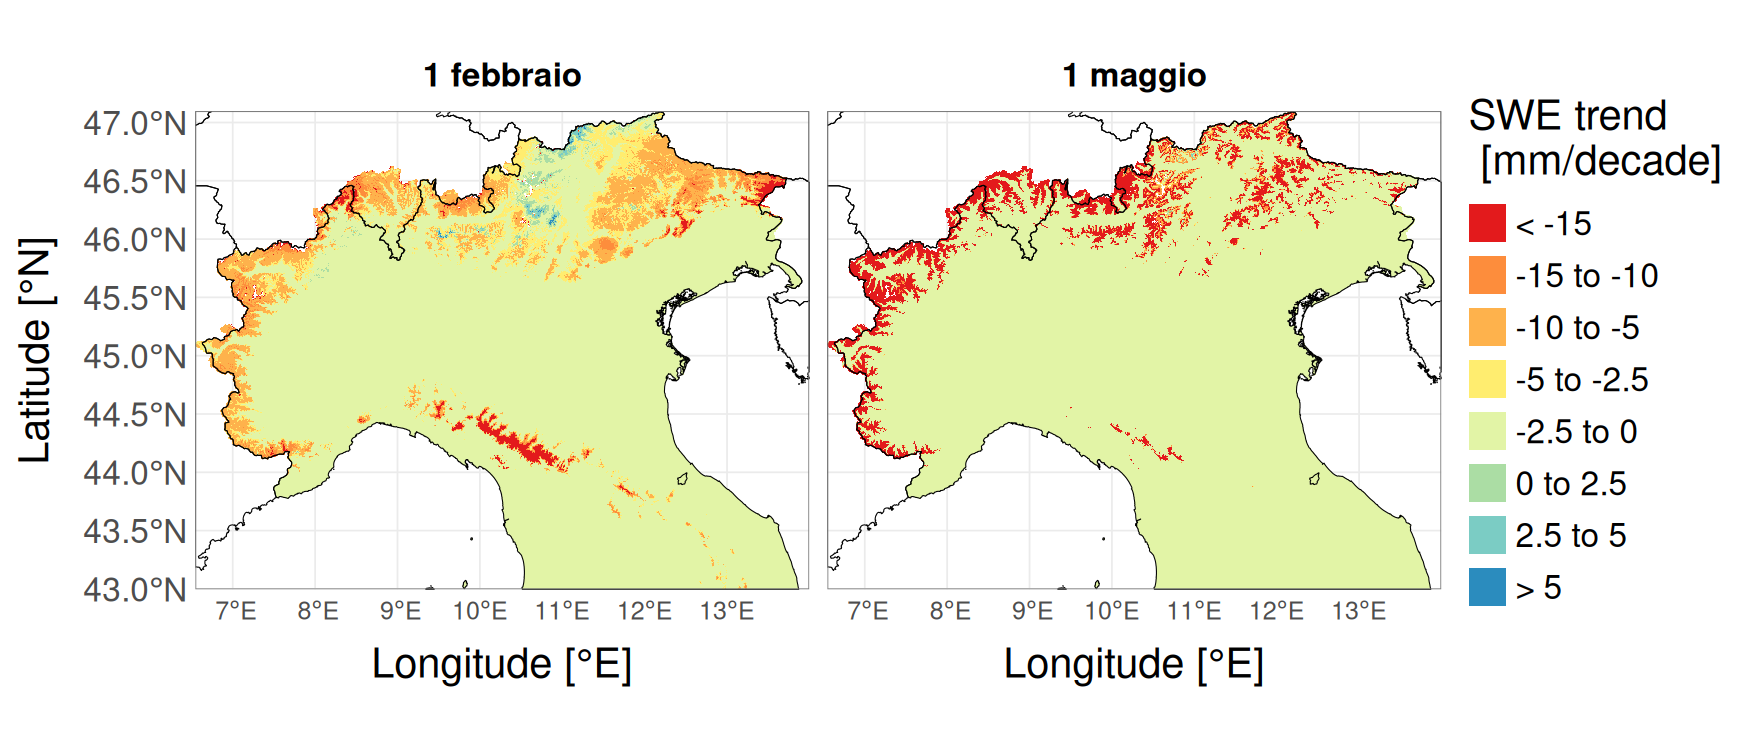 1 febbraio
1 maggio
Latitude [°N]
47.0°N
46.5°N
46.0°N
45.5°N
45.0°N
44.5°N
44.0°N
43.5°N
43.0°N
7°E 8°E 9°E 10°E 11°E 12°E 13°E
7°E 8°E 9°E 10°E 11°E 12°E 13°E
Longitude [°E]
Longitude [°E]
SWE trend
[mm/decade]
< -15
-15 to -10
-10 to -5
-5 to -2.5
-2.5 to 0
0 to 2.5
2.5 to 5
> 5